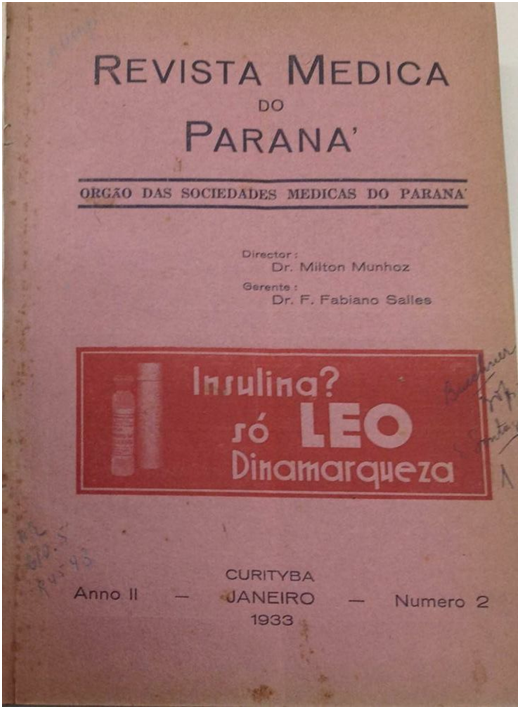 REVISTA MEDICA
DO
PARANA'
ORGÃO DAS SOCIEDADES MEDICAS DO PARANA'
Director:
Dr. Milton Munhoz
Gerente:
Dr. F. Fabiano Salles
Insulina?
só LEO
Dinamarqueza
CURITYBA
Anno II — JANEIRO — Numero 2
1933